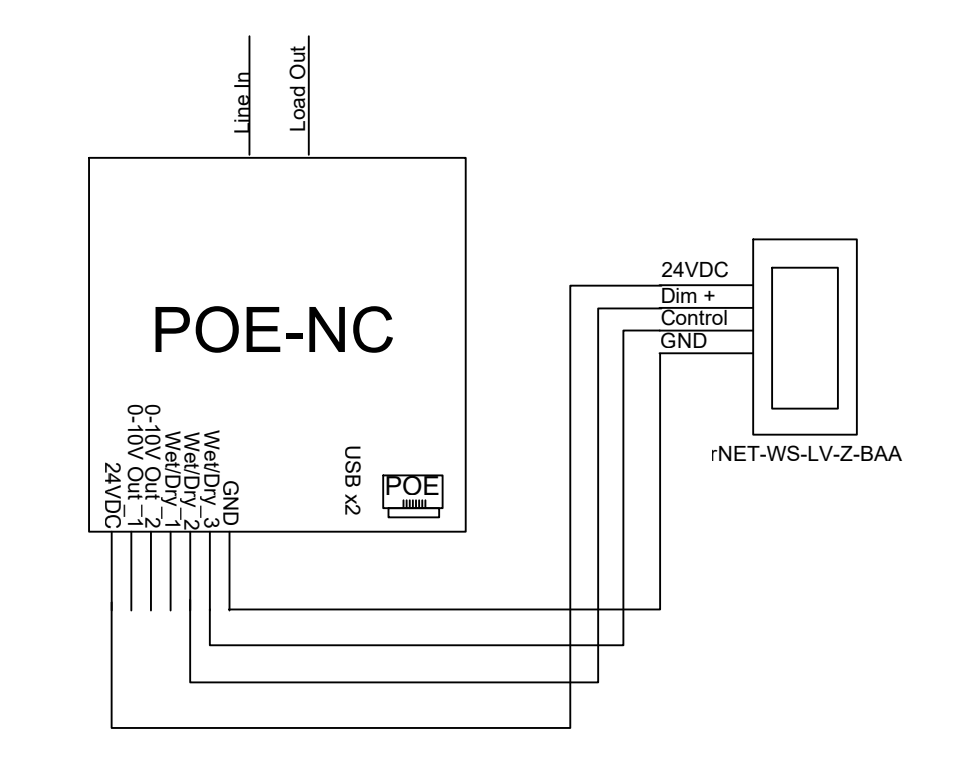 Line In
Load Out
POE-NC
24VDC
Dim +
Control
GND
rNET-WS-LV-Z-BAA
24VDC
0-10V Out_1
0-10V Out_2
Wet/Dry_1
Wet/Dry_2
Wet/Dry_3
GND
USB x2
POE